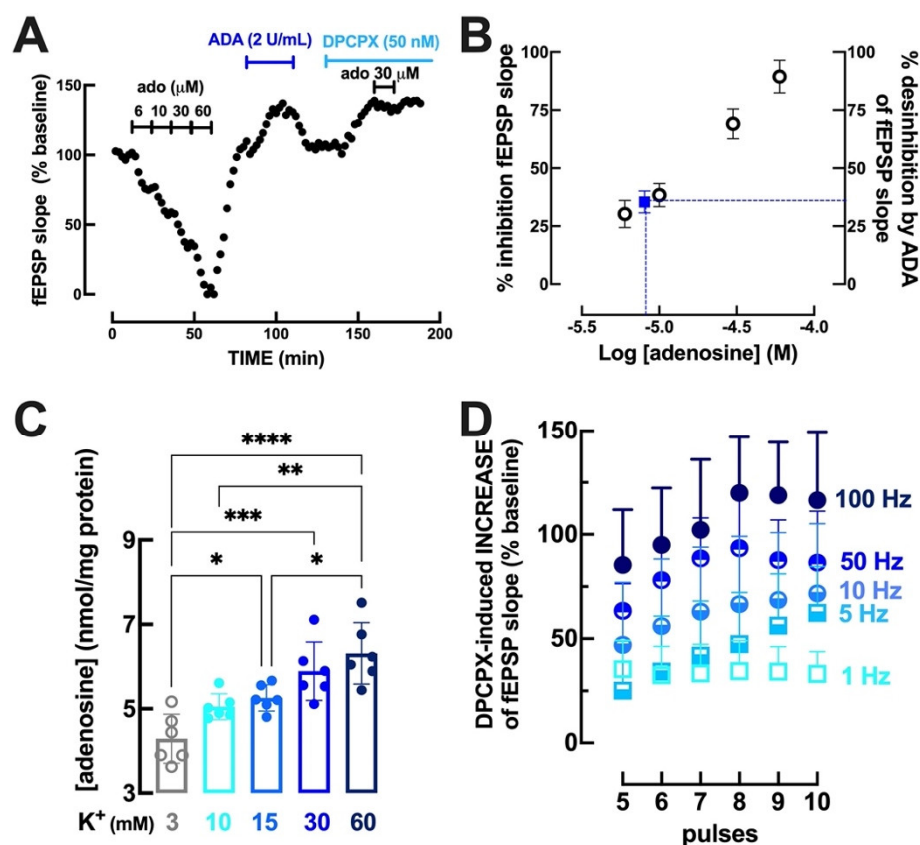 A
ADA (2 U/mL)
DPCPX (50 nM)
ado (μM)
6 10 30 60
ado 30 μM
fEPSP slope (% baseline)
150
100
50
0
0 50 100 150 200
TIME (min)
B
% inhibition fEPSP slope
100
75
50
25
0
100
75
50
25
0
% desinhibition by ADA
of fEPSP slope
-5.5 -5.0 -4.5 -4.0
Log [adenosine] (M)
C
[adenosine] (nmol/mg protein)
****
**
***
* *
9
7
5
3
K+ (mM) 3 10 15 30 60
D
DPCPX-induced INCREASE
of fEPSP slope (% baseline)
150
100
50
0
100 Hz
50 Hz
10 Hz
5 Hz
1 Hz
5 6 7 8 9 10
pulses